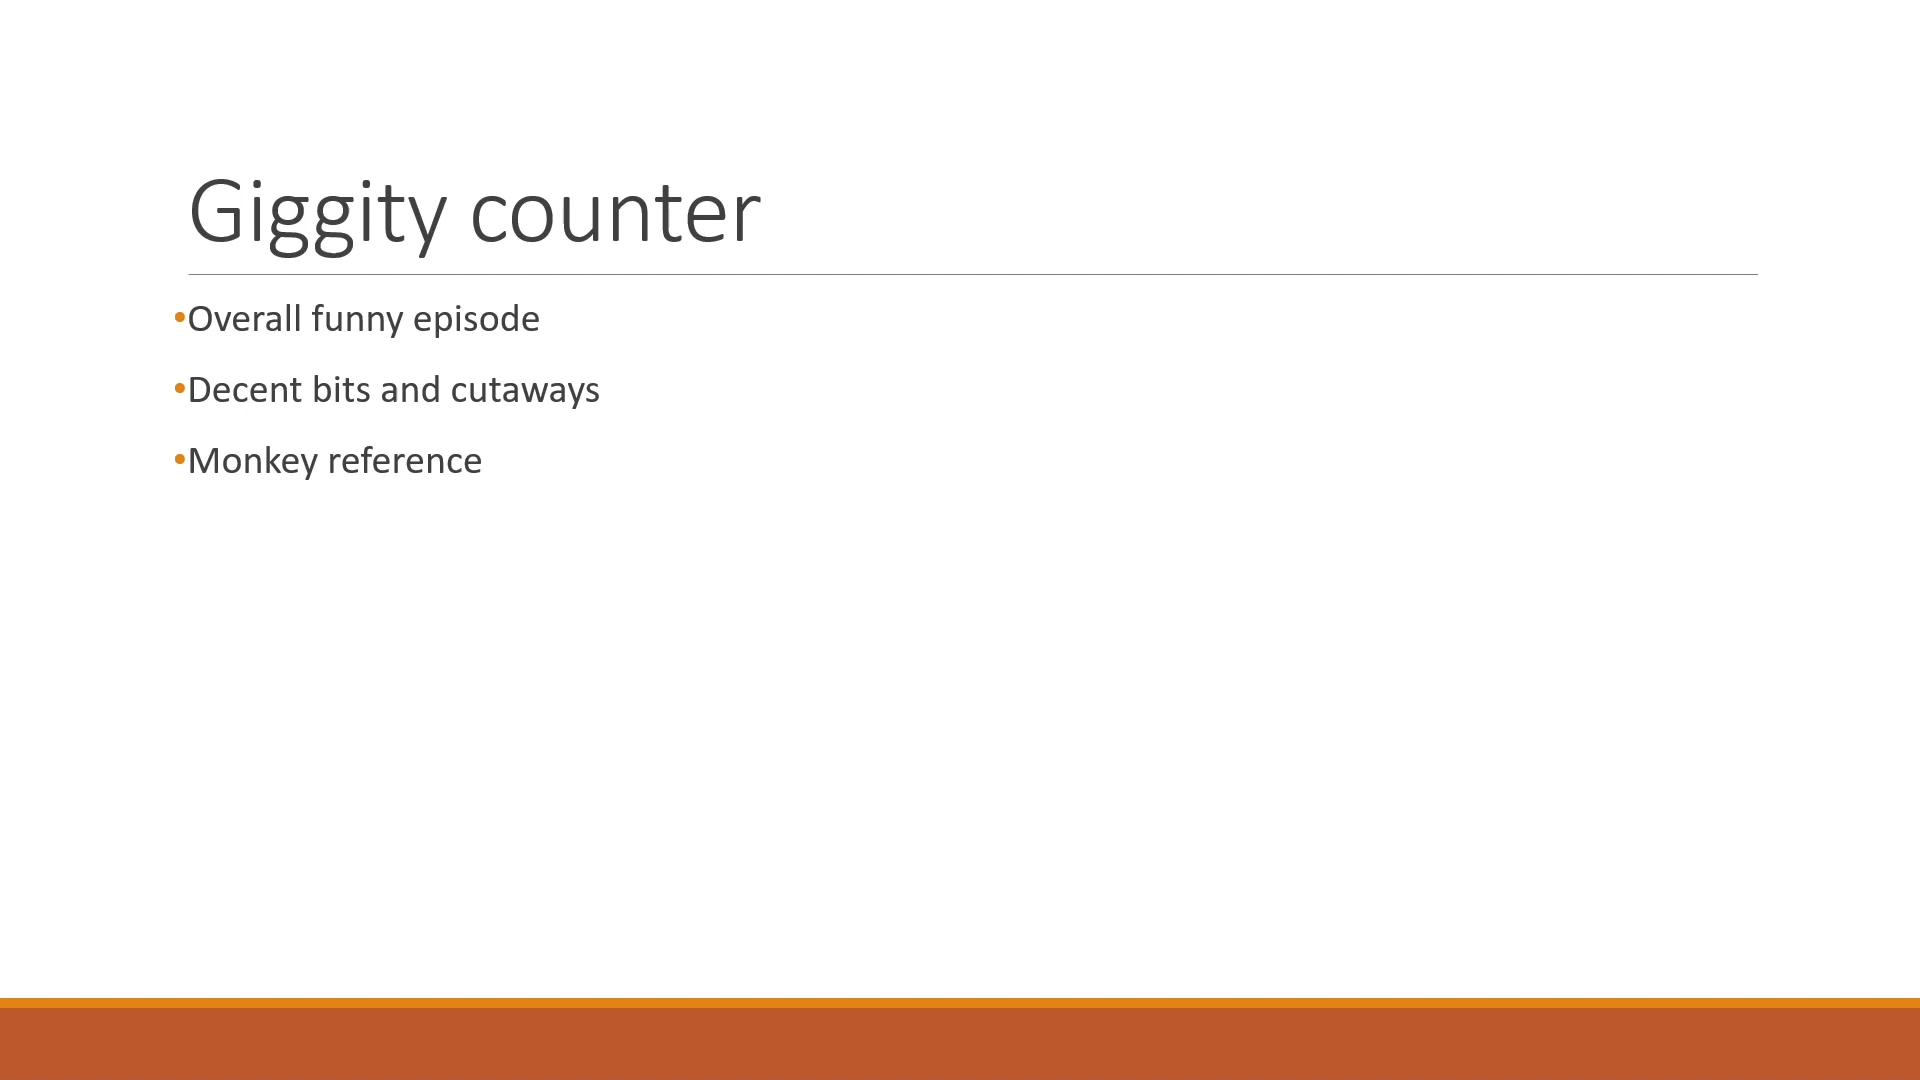 Giggity counter
•Overall funny episode
•Decent bits and cutaways
•Monkey reference